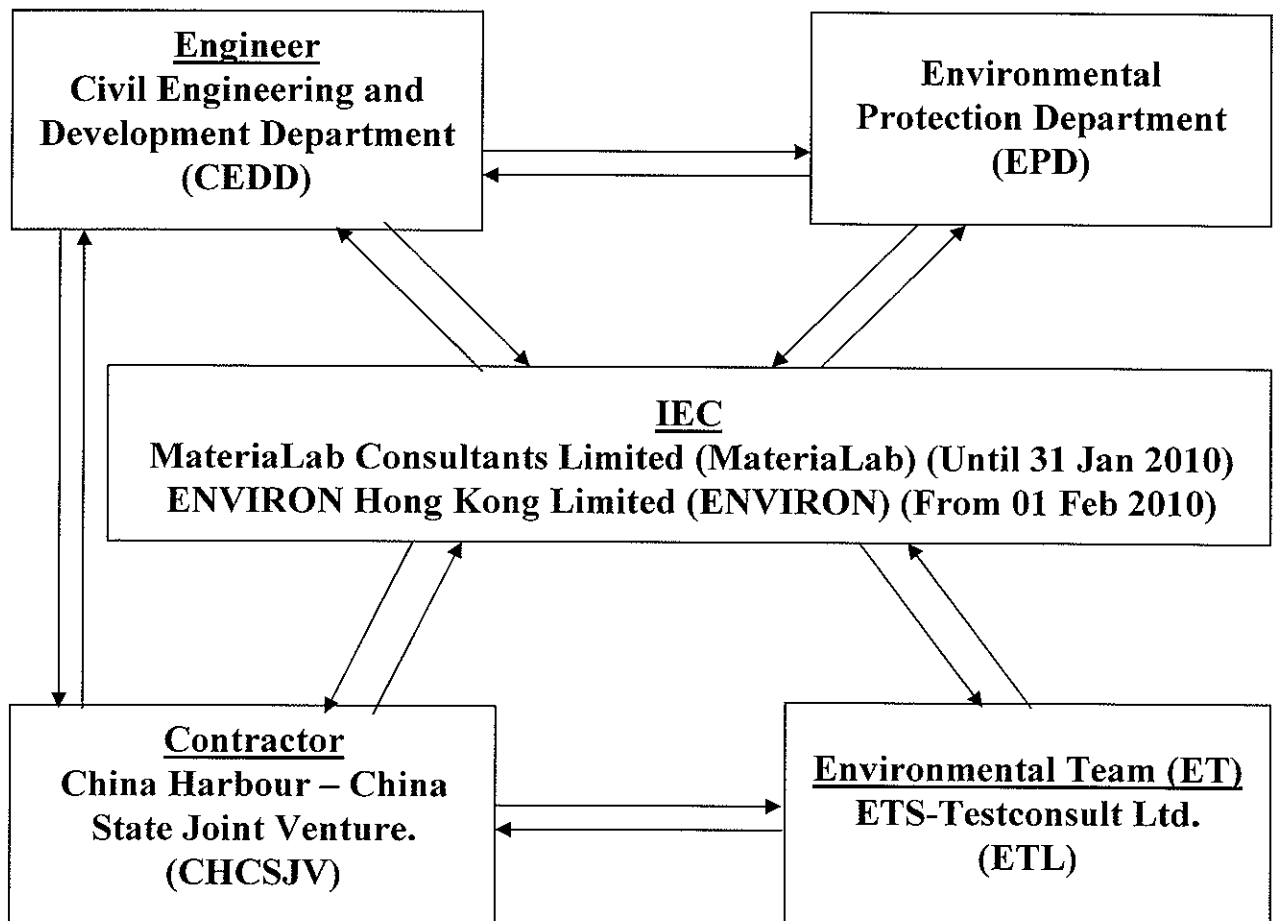 Engineer
Civil Engineering and
Development Department
(CEDD)
Environmental
Protection Department
(EPD)
IEC
MateriaLab Consultants Limited (MateriaLab) (Until 31 Jan 2010)
ENVIRON Hong Kong Limited (ENVIRON) (From 01 Feb 2010)
Contractor
China Harbour – China
State Joint Venture.
(CHCSJV)
Environmental Team (ET)
ETS-Testconsult Ltd.
(ETL)